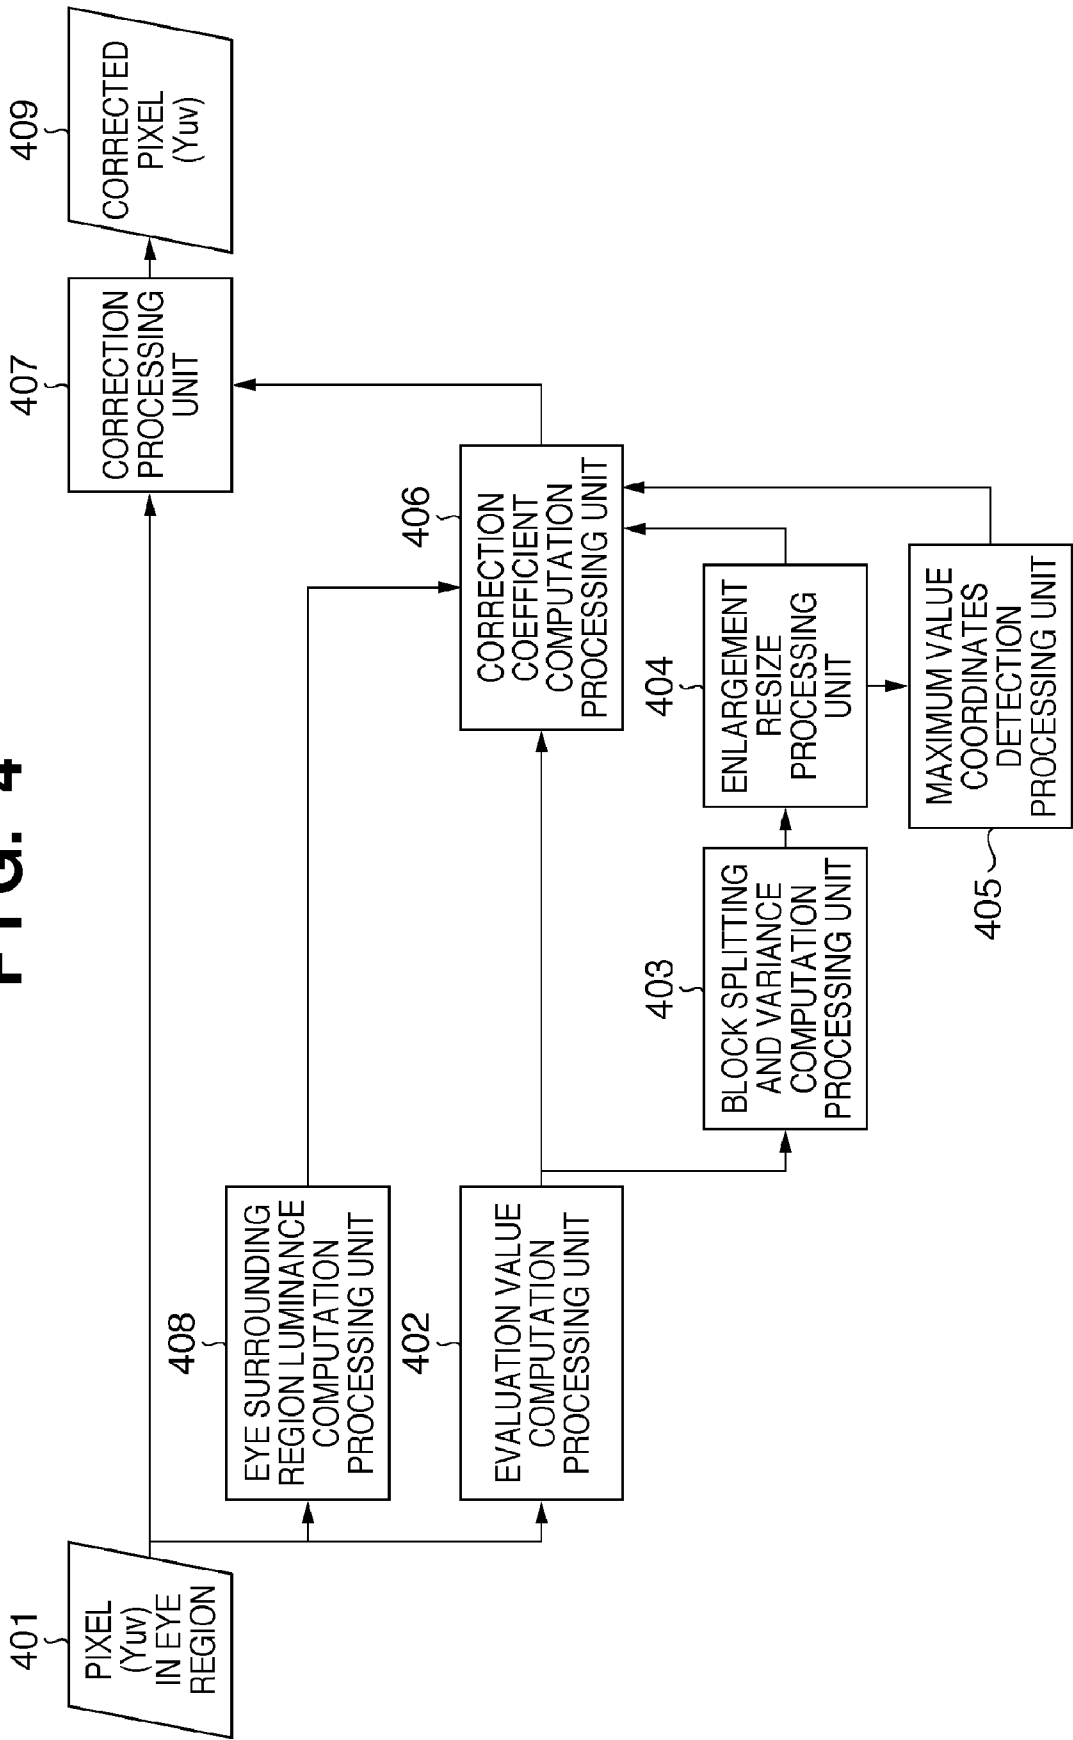 FIG. 4
401
PIXEL
(Yuv)
IN EYE
REGION
408
EYE SURROUNDING
REGION LUMINANCE
COMPUTATION
PROCESSING UNIT
402
EVALUATION VALUE
COMPUTATION
PROCESSING UNIT
403
BLOCK SPLITTING
AND VARIANCE
COMPUTATION
PROCESSING UNIT
404
ENLARGEMENT
RESIZE
PROCESSING
UNIT
405
MAXIMUM VALUE
COORDINATES
DETECTION
PROCESSING UNIT
406
CORRECTION
COEFFICIENT
COMPUTATION
PROCESSING UNIT
407
CORRECTION
PROCESSING
UNIT
409
CORRECTED
PIXEL
(Yuv)